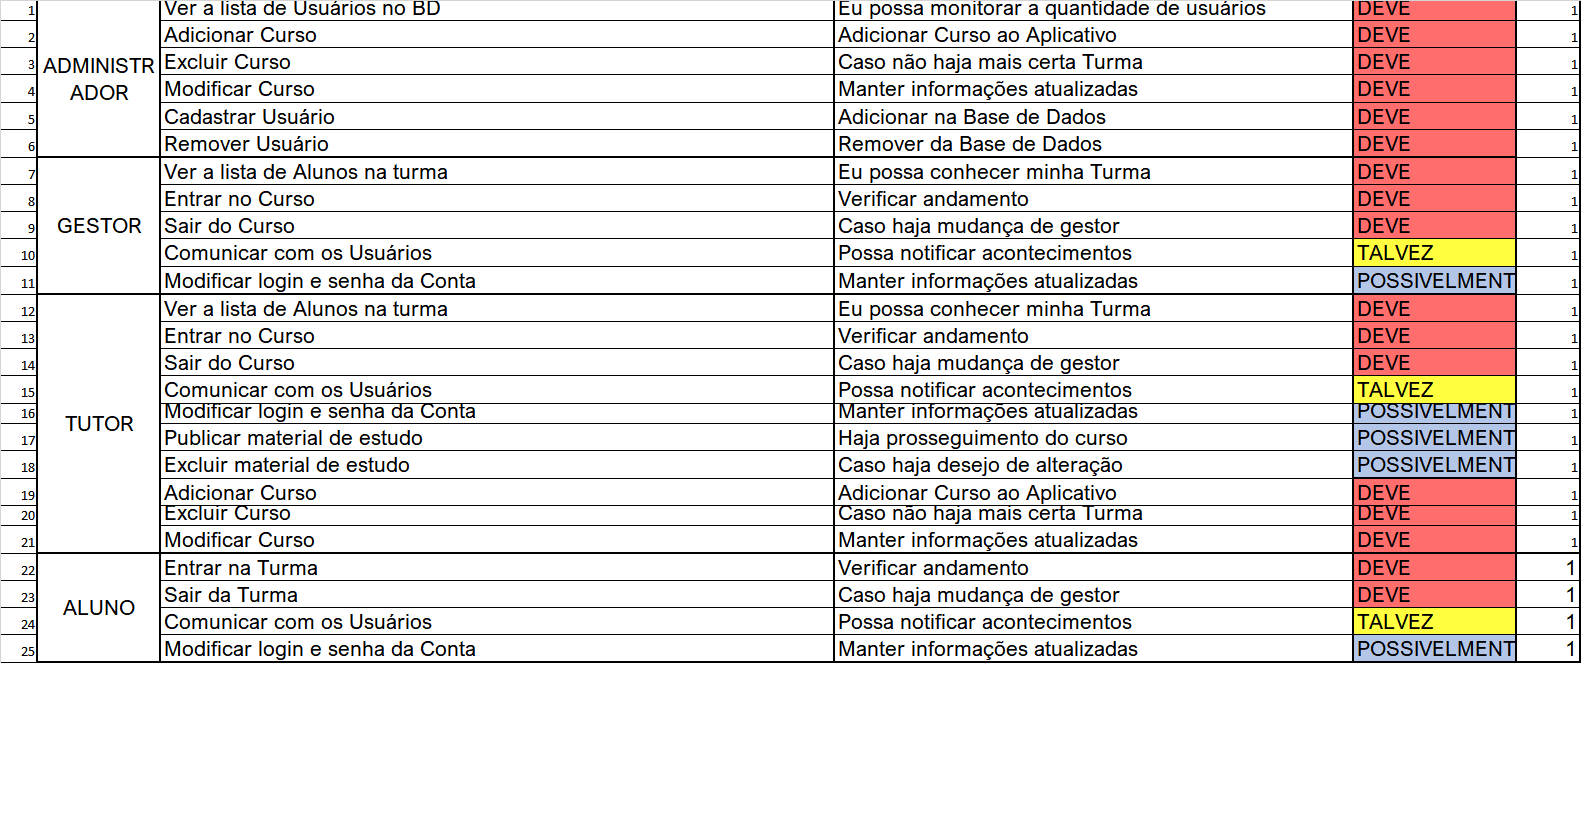 1 Ver a lista de Usuários no BD Eu possa monitorar a quantidade de usuários DEVE 1
2 Adicionar Curso Adicionar Curso ao Aplicativo DEVE 1
3 Excluir Curso Caso não haja mais certa Turma DEVE 1
ADMINISTR
ADOR
4 Modificar Curso Manter informações atualizadas DEVE 1
5 Cadastrar Usuário Adicionar na Base de Dados DEVE 1
6 Remover Usuário Remover da Base de Dados DEVE 1
7 Ver a lista de Alunos na turma Eu possa conhecer minha Turma DEVE 1
8 Entrar no Curso Verificar andamento DEVE 1
9 GESTOR Sair do Curso Caso haja mudança de gestor DEVE 1
10 Comunicar com os Usuários Possa notificar acontecimentos TALVEZ 1
11 Modificar login e senha da Conta Manter informações atualizadas POSSIVELMENT 1
12 Ver a lista de Alunos na turma Eu possa conhecer minha Turma DEVE 1
13 Entrar no Curso Verificar andamento DEVE 1
14 Sair do Curso Caso haja mudança de gestor DEVE 1
15 Comunicar com os Usuários Possa notificar acontecimentos TALVEZ 1
16 Modificar login e senha da Conta Manter informações atualizadas POSSIVELMENT 1
TUTOR
17 Publicar material de estudo Haja prosseguimento do curso POSSIVELMENT 1
18 Excluir material de estudo Caso haja desejo de alteração POSSIVELMENT 1
19 Adicionar Curso Adicionar Curso ao Aplicativo DEVE 1
20 Excluir Curso Caso não haja mais certa Turma DEVE 1
21 Modificar Curso Manter informações atualizadas DEVE 1
22 Entrar na Turma Verificar andamento DEVE 1
23 Sair da Turma Caso haja mudança de gestor DEVE 1
ALUNO
24 Comunicar com os Usuários Possa notificar acontecimentos TALVEZ 1
25 Modificar login e senha da Conta Manter informações atualizadas POSSIVELMENT 1